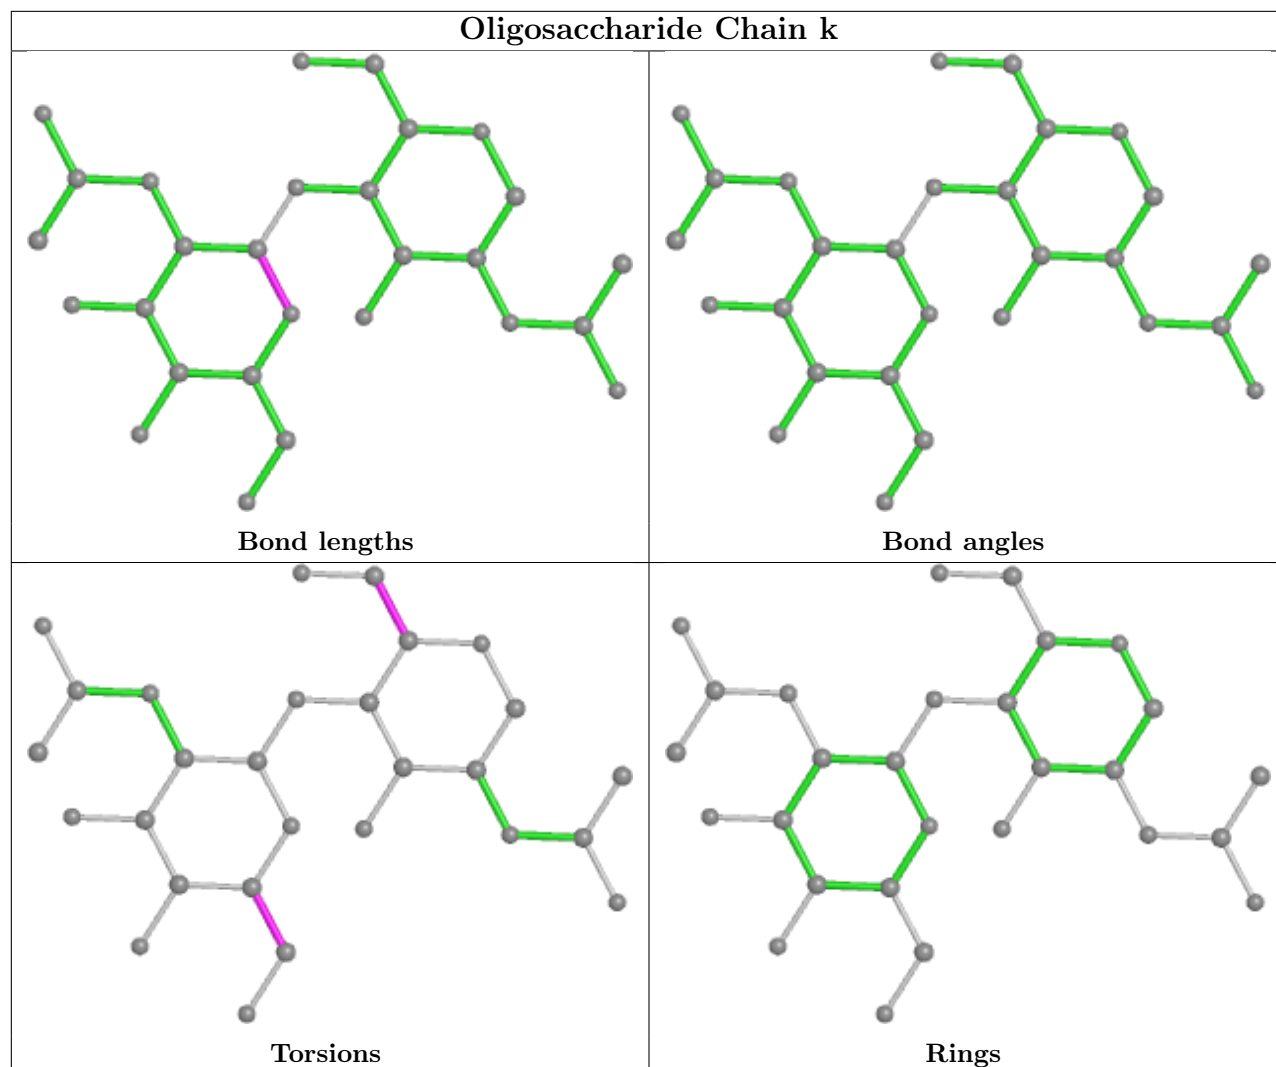 Oligosaccharide Chain k
Bond lengths
Bond angles
Torsions
Rings